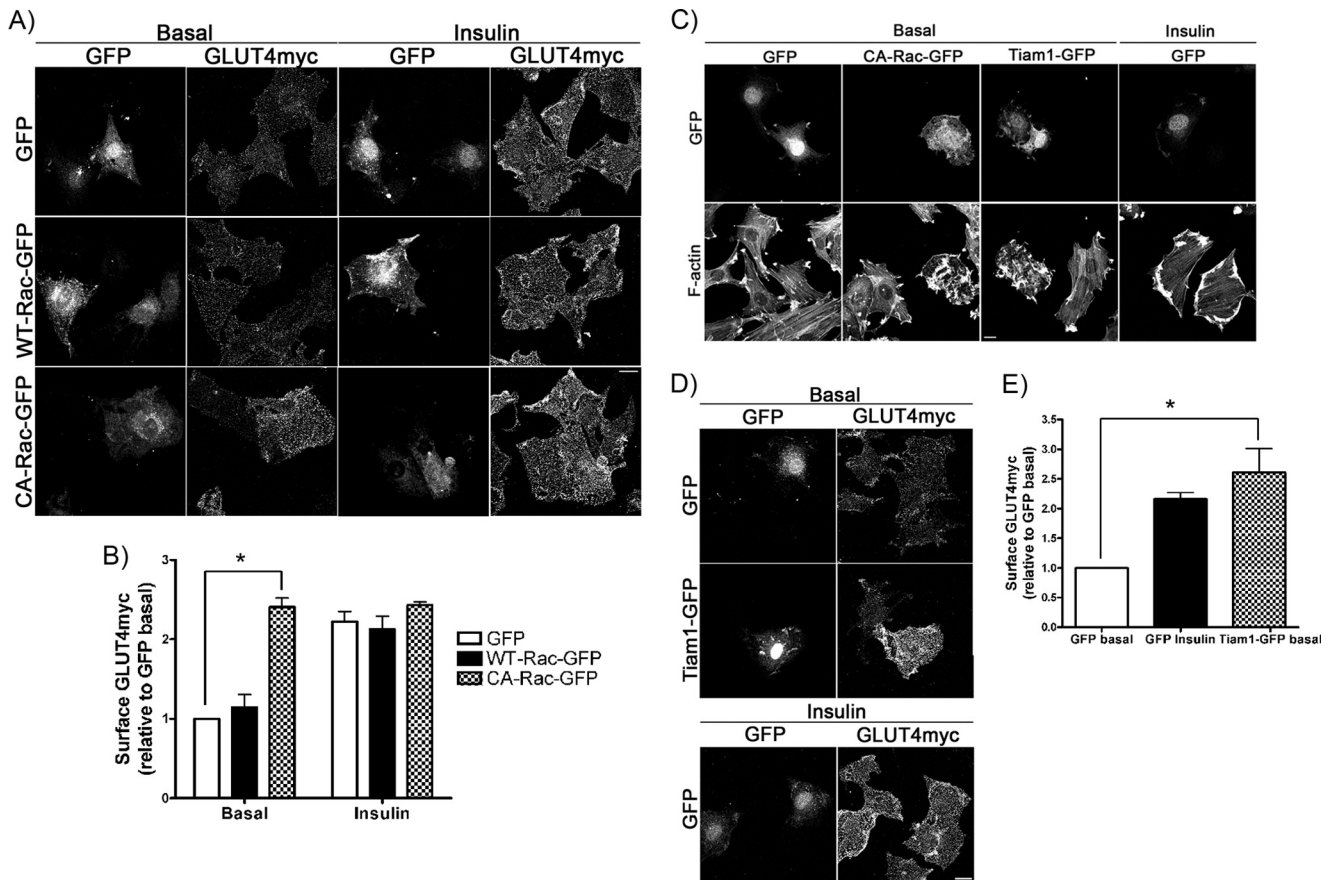 A)
Basal Insulin
GFP GLUT4myc GFP GLUT4myc
GFP
WT-Rac-GFP
CA-Rac-GFP
B)
Surface GLUT4myc
(relative to GFP basal)
3
2
1
0
*
Basal Insulin
GFP
WT-Rac-GFP
CA-Rac-GFP
C)
Basal Insulin
GFP CA-Rac-GFP Tiam1-GFP GFP
GFP
F-actin
D)
Basal
GFP GLUT4myc
GFP
Tiam1-GFP
Insulin
GFP GLUT4myc
GFP
E)
Surface GLUT4myc
(relative to GFP basal)
3.5
3.0
2.5
2.0
1.5
1.0
0.5
0.0
*
GFP basal GFP Insulin Tiam1-GFP basal